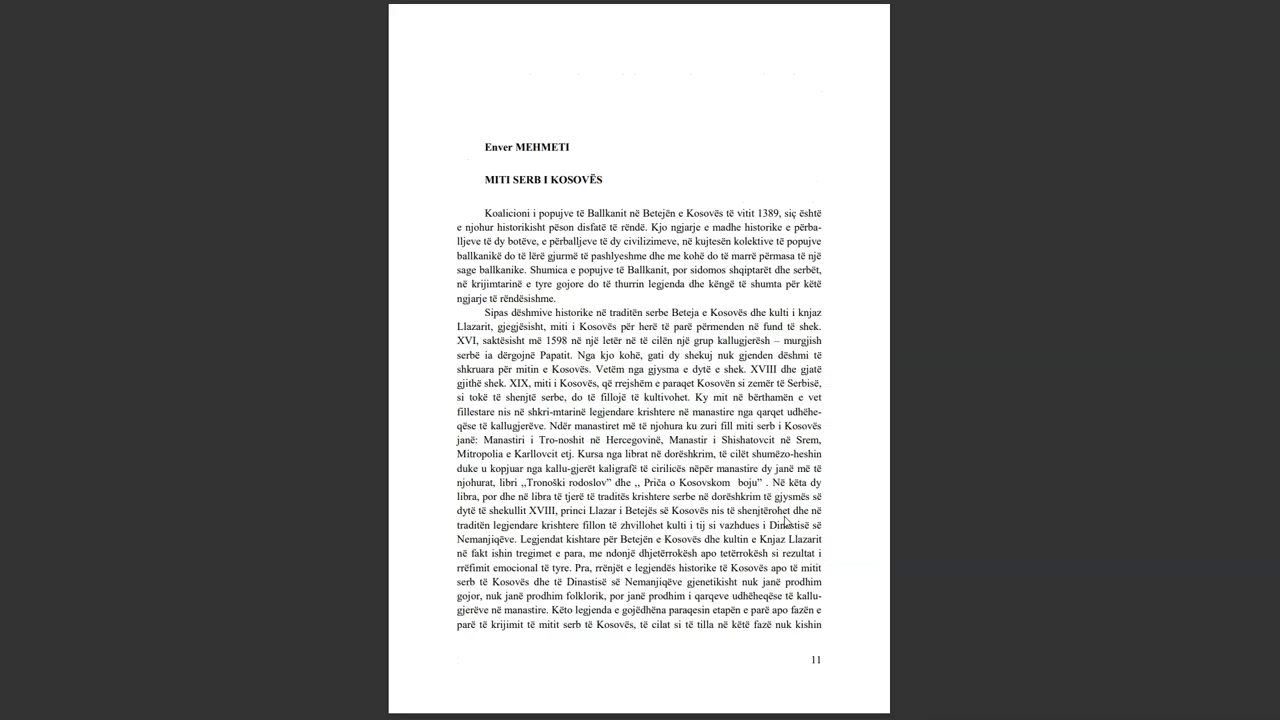 Enver MEHMETI
MITI SERB I KOSOVËS
Koalicioni i popujve të Ballkanit në Betejën e Kosovës të vitit 1389, siç është
e njohur historikisht pëson disfatë të rëndë. Kjo ngjarje e madhe historike e përba-
lljeve të dy botëve, e përballjeve të dy civilizimeve, në kujtesën kolektive të popujve
ballkanikë do të lërë gjurmë të pashlyeshme dhe me kohë do të marrë përmasa të një
sage ballkanike. Shumica e popujve të Ballkanit, por sidomos shqiptarët dhe serbët,
në krijimtarinë e tyre gojore do të thurrin legjenda dhe këngë të shumta për këtë
ngjarje të rëndësishme.
Sipas dëshmive historike në traditën serbe Beteja e Kosovës dhe kulti i knjaz
Llazarit, gjegjësisht, miti i Kosovës për herë të parë përmenden në fund të shek.
XVI, saktësisht më 1598 në një letër në të cilën një grup kallugjerësh – murgjish
serbë ia dërgojnë Papatit. Nga kjo kohë, gati dy shekuj nuk gjenden dëshmi të
shkruara për mitin e Kosovës. Vetëm nga gjysma e dytë e shek. XVIII dhe gjatë
gjithë shek. XIX, miti i Kosovës, që rrejshëm e paraqet Kosovën si zemër të Serbisë,
si tokë të shenjtë serbe, do të fillojë të kultivohet. Ky mit në bërthamën e vet
fillestare nis në shkri-mtarinë legjendare krishtere në manastire nga qarqet udhëhe-
qëse të kallugjerëve. Ndër manastiret më të njohura ku zuri fill miti serb i Kosovës
janë: Manastiri i Tro-noshit në Hercegovinë, Manastir i Shishatovcit në Srem,
Mitropolia e Karllovcit etj. Kursa nga librat në dorëshkrim, të cilët shumëzo-heshin
duke u kopjuar nga kallu-gjerët kaligrafë të cirilicës nëpër manastire dy janë më të
njohurat, libri ,,Tronoški rodoslov” dhe ,, Priča o Kosovskom boju” . Në këta dy
libra, por dhe në libra të tjerë të traditës krishtere serbe në dorëshkrim të gjysmës së
dytë të shekullit XVIII, princi Llazar i Betejës së Kosovës nis të shenjtërohet dhe në
traditën legjendare krishtere fillon të zhvillohet kulti i tij si vazhdues i Dinastisë së
Nemanjiqëve. Legjendat kishtare për Betejën e Kosovës dhe kultin e Knjaz Llazarit
në fakt ishin tregimet e para, me ndonjë dhjetërrokësh apo tetërrokësh si rezultat i
rrëfimit emocional të tyre. Pra, rrënjët e legjendës historike të Kosovës apo të mitit
serb të Kosovës dhe të Dinastisë së Nemanjiqëve gjenetikisht nuk janë prodhim
gojor, nuk janë prodhim folklorik, por janë prodhim i qarqeve udhëheqëse të kallu-
gjerëve në manastire. Këto legjenda e gojëdhëna paraqesin etapën e parë apo fazën e
parë të krijimit të mitit serb të Kosovës, të cilat si të tilla në këtë fazë nuk kishin
11